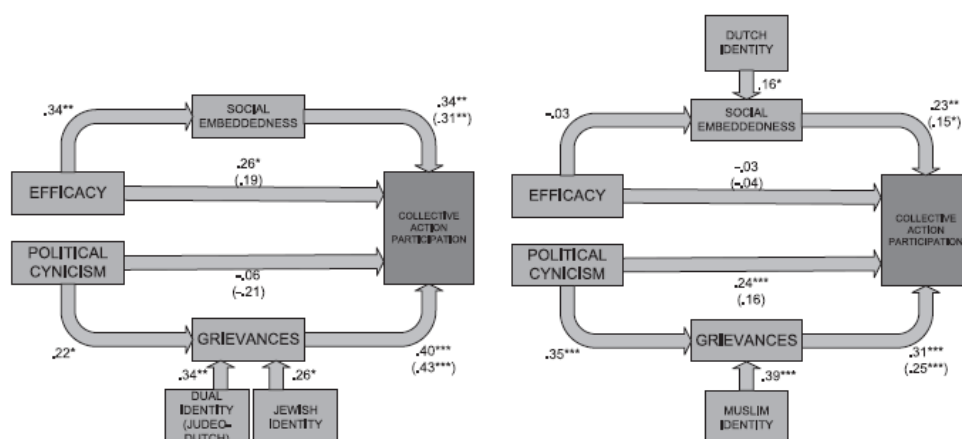 .34**
SOCIAL
EMBEDDEDNESS
.34**
(.31**)
.26*
(.19)
EFFICACY
COLLECTIVE
ACTION
PARTICIPATION
POLITICAL
CYNICISM
-.06
(-.21)
GRIEVANCES
.22*
.40***
(.43***)
.34**
.26*
DUAL
IDENTITY
(JUDEO-
DUTCH)
JEWISH
IDENTITY
DUTCH
IDENTITY
.16*
-.03
SOCIAL
EMBEDDEDNESS
.23**
(.15*)
-.03
(-.04)
EFFICACY
COLLECTIVE
ACTION
PARTICIPATION
POLITICAL
CYNICISM
.24***
(.16)
.35***
GRIEVANCES
.31***
(.25***)
.39***
MUSLIM
IDENTITY